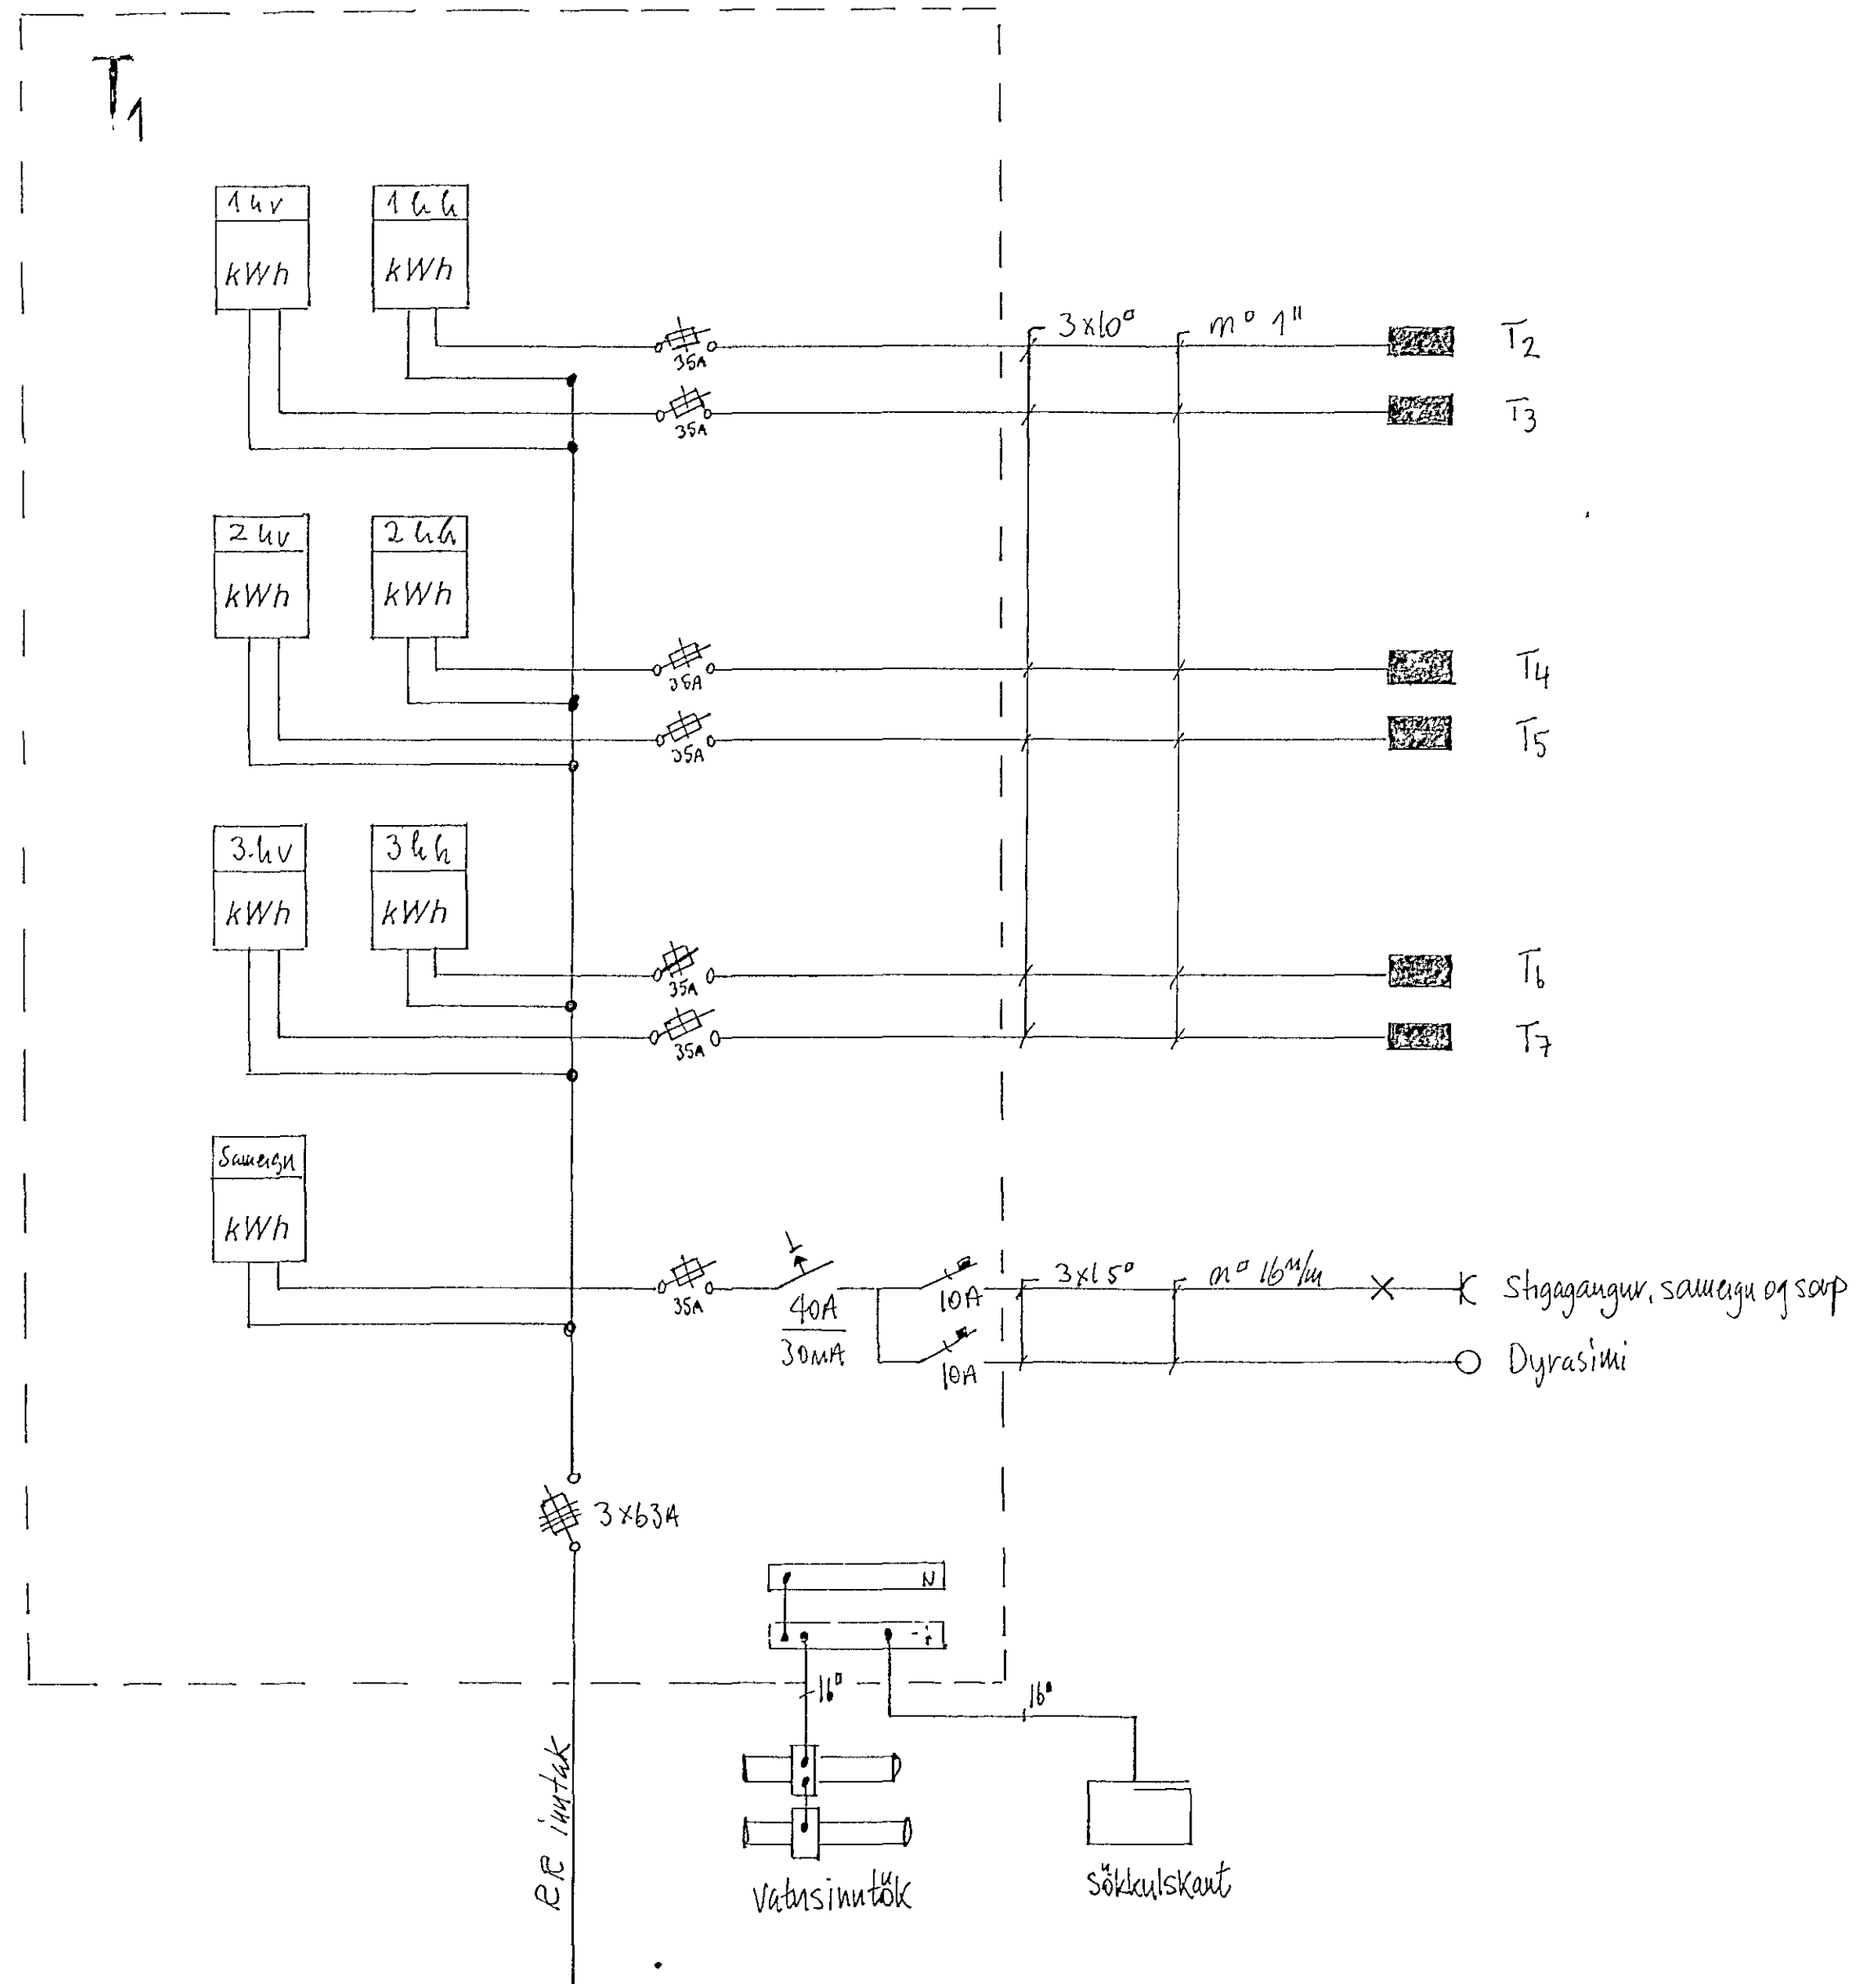 T1
1hv
1hh
kWh
kWh
3x10□ m□ 1"
T2
35A
T3
35A
2hv
2hh
kWh
kWh
T4
35A
T5
35A
3.hv
3hh
kWh
kWh
T6
35A
T7
35A
Sameign
kWh
35A
40A
30mA
10A
3x1.5□ m□ 16m/m
Stigagangur, sameign og sorp
10A
Dyrasími
3x63A
N
16□
16□
RR inntak
Vatnsinntök
Sökkulskaut